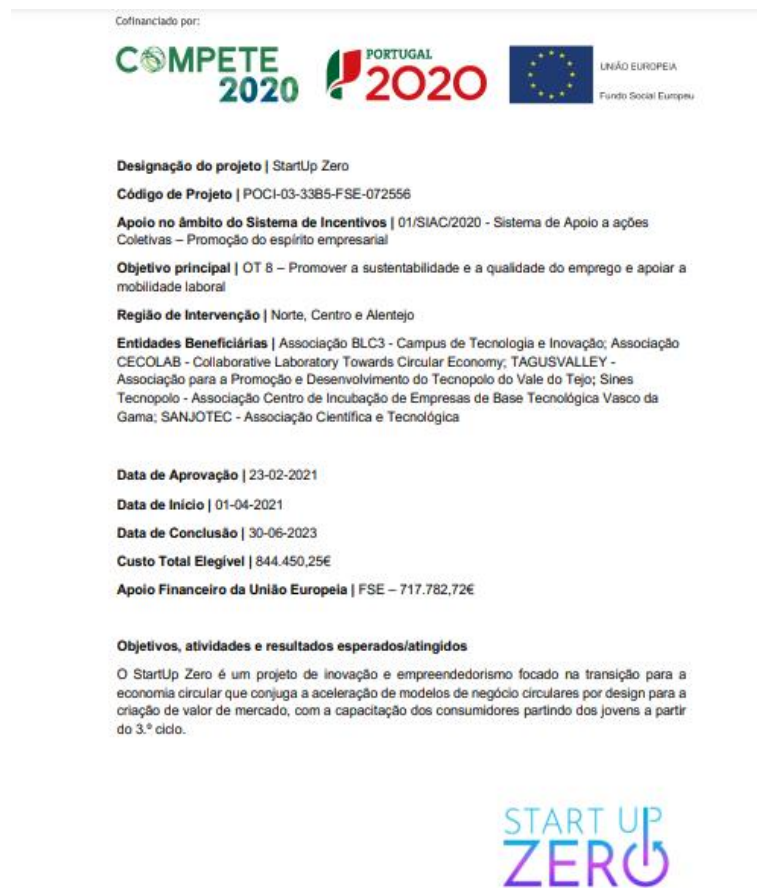 Cofinanciado por:
COMPETE
2020
PORTUGAL
2020
UNIÃO EUROPEIA
Fundo Social Europeu
Designação do projeto | StartUp Zero
Código de Projeto | POCI-03-33B5-FSE-072556
Apoio no âmbito do Sistema de Incentivos | 01/SIAC/2020 - Sistema de Apoio a ações
Coletivas – Promoção do espírito empresarial
Objetivo principal | OT 8 – Promover a sustentabilidade e a qualidade do emprego e apoiar a
mobilidade laboral
Região de Intervenção | Norte, Centro e Alentejo
Entidades Beneficiárias | Associação BLC3 - Campus de Tecnologia e Inovação; Associação
CECOLAB - Collaborative Laboratory Towards Circular Economy; TAGUSVALLEY -
Associação para a Promoção e Desenvolvimento do Tecnopolo do Vale do Tejo; Sines
Tecnopolo - Associação Centro de Incubação de Empresas de Base Tecnológica Vasco da
Gama; SANJOTEC - Associação Científica e Tecnológica
Data de Aprovação | 23-02-2021
Data de Início | 01-04-2021
Data de Conclusão | 30-06-2023
Custo Total Elegível | 844.450,25€
Apoio Financeiro da União Europeia | FSE – 717.782,72€
Objetivos, atividades e resultados esperados/atingidos
O StartUp Zero é um projeto de inovação e empreendedorismo focado na transição para a
economia circular que conjuga a aceleração de modelos de negócio circulares por design para a
criação de valor de mercado, com a capacitação dos consumidores partindo dos jovens a partir
do 3.º ciclo.
START UP
ZERO